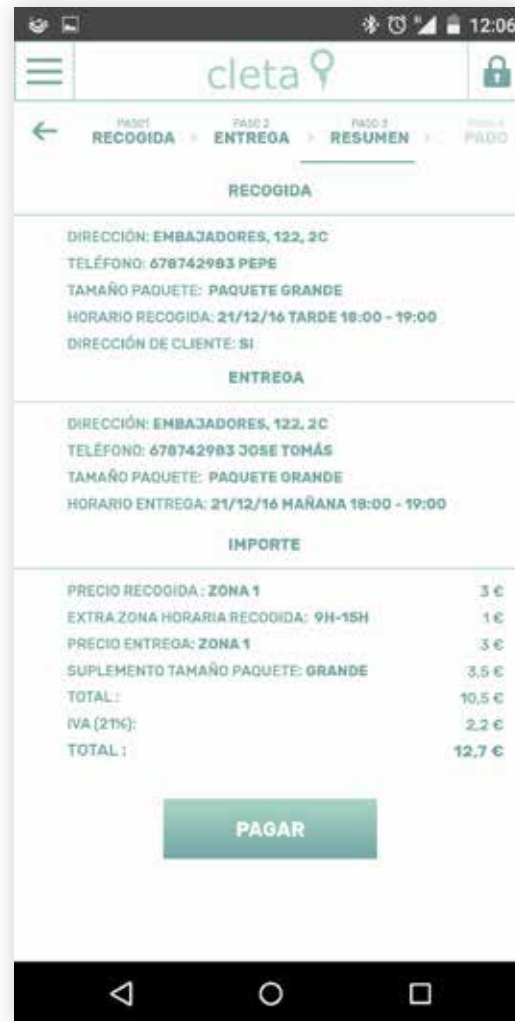 12:06
cleta
PASO 1 PASO 2 PASO 3 PASO 4
RECOGIDA > ENTREGA > RESUMEN > PAGO
RECOGIDA
DIRECCIÓN: EMBAJADORES, 122, 2C
TELÉFONO: 678742983 PEPE
TAMAÑO PAQUETE: PAQUETE GRANDE
HORARIO RECOGIDA: 21/12/16 TARDE 18:00 - 19:00
DIRECCIÓN DE CLIENTE: SI
ENTREGA
DIRECCIÓN: EMBAJADORES, 122, 2C
TELÉFONO: 678742983 JOSE TOMÁS
TAMAÑO PAQUETE: PAQUETE GRANDE
HORARIO ENTREGA: 21/12/16 MAÑANA 18:00 - 19:00
IMPORTE
PRECIO RECOGIDA : ZONA 1 3 €
EXTRA ZONA HORARIA RECOGIDA: 9H-15H 1 €
PRECIO ENTREGA: ZONA 1 3 €
SUPLEMENTO TAMAÑO PAQUETE: GRANDE 3,5 €
TOTAL : 10,5 €
IVA (21%): 2,2 €
TOTAL : 12,7 €
PAGAR